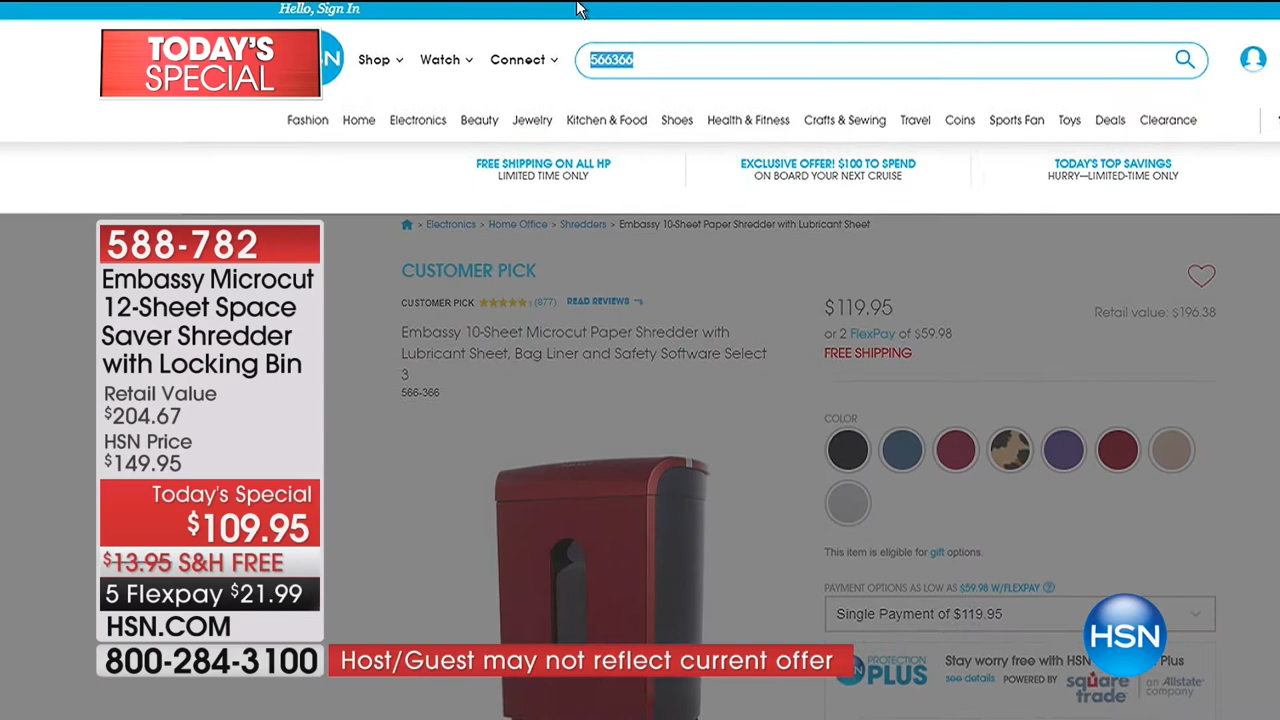 Hello, Sign In
TODAY'S
SPECIAL
Shop
Watch
Connect
566366
Fashion Home Electronics Beauty Jewelry Kitchen & Food Shoes Health & Fitness Crafts & Sewing Travel Coins Sports Fan Toys Deals Clearance
FREE SHIPPING ON ALL HP
LIMITED TIME ONLY
EXCLUSIVE OFFER! $100 TO SPEND
ON BOARD YOUR NEXT CRUISE
TODAY'S TOP SAVINGS
HURRY—LIMITED-TIME ONLY
588-782
Embassy Microcut
12-Sheet Space
Saver Shredder
with Locking Bin
Retail Value
$204.67
HSN Price
$149.95
Today's Special
$109.95
$13.95 S&H FREE
5 Flexpay $21.99
HSN.COM
800-284-3100
> Electronics > Home Office > Shredders > Embassy 10-Sheet Paper Shredder with Lubricant Sheet
CUSTOMER PICK
CUSTOMER PICK (877) READ REVIEWS
Embassy 10-Sheet Microcut Paper Shredder with
Lubricant Sheet, Bag Liner and Safety Software Select
3
566-366
$119.95
Retail value: $196.38
or 2 FlexPay of $59.98
FREE SHIPPING
COLOR
This item is eligible for gift options.
PAYMENT OPTIONS AS LOW AS $59.98 W/FLEXPAY ?
Single Payment of $119.95
HSN
PROTECTION
PLUS
Stay worry free with HSN Plus
see details POWERED BY
square
trade
an Allstate
company
Host/Guest may not reflect current offer